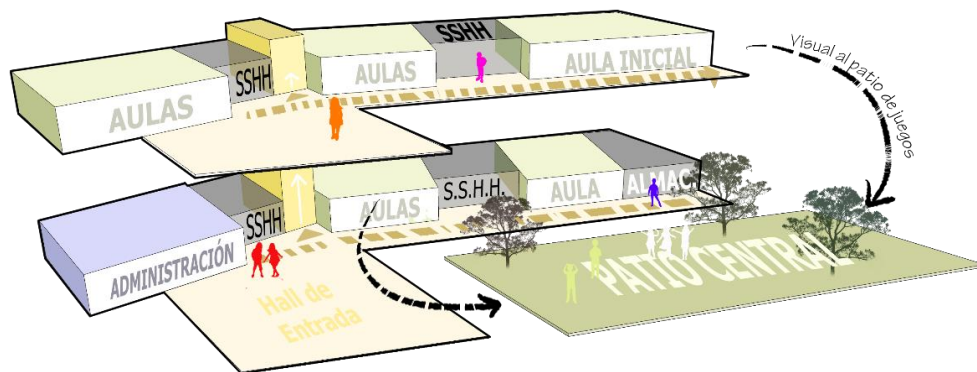 SSHH
AULAS
SSHH
AULAS
AULA INICIAL
Visual al patio de juegos
ADMINISTRACIÓN
SSHH
AULAS
S.S.H.H.
AULA
ALMAC.
Hall de
Entrada
PATIO CENTRAL